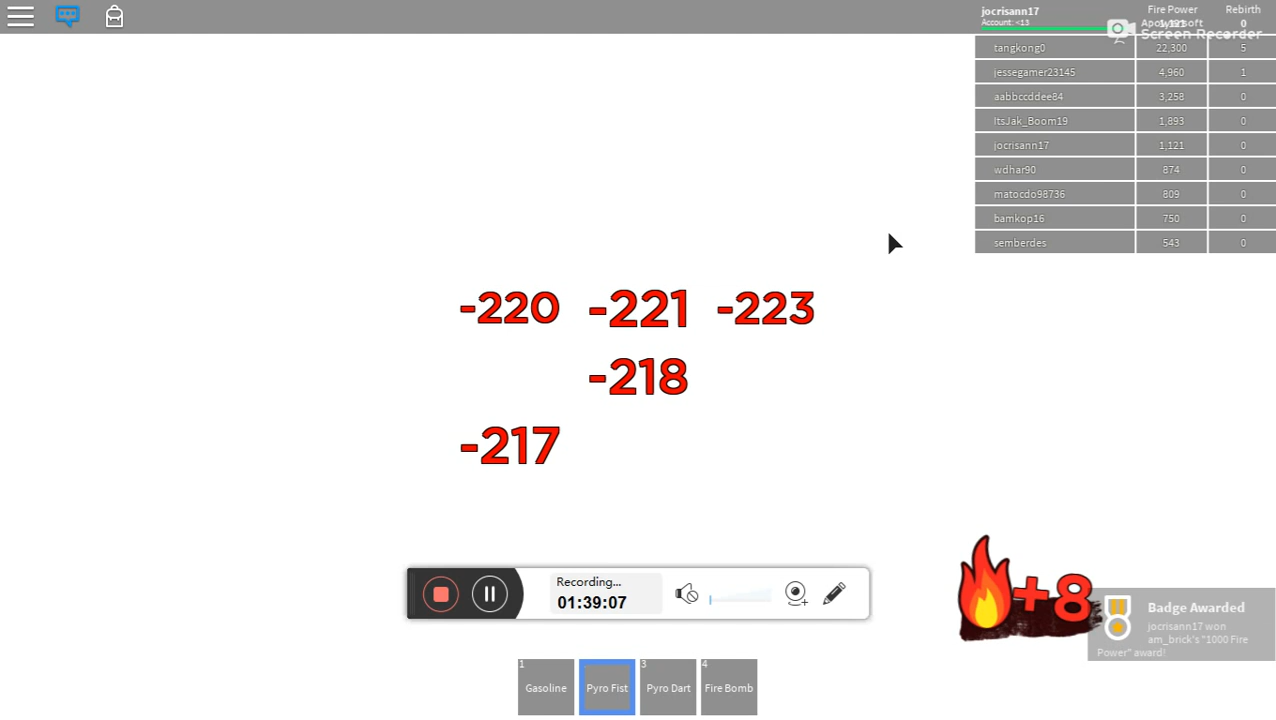 jocrisann17 Fire Power Rebirth
Account: <13 1,121 0
Apowersoft
Screen Recorder
tangkong0 22,300 5
jessegamer23145 4,960 1
aabbccddee84 3,258 0
ItsJak_Boom19 1,893 0
jocrisann17 1,121 0
wdhar90 874 0
matocdo98736 809 0
bamkop16 750 0
semberdes 543 0
-220 -221 -223
-218
-217
Recording...
01:39:07
+8
Badge Awarded
jocrisann17 won
am_brick's "1000 Fire
Power" award!
1 3 4
Gasoline Pyro Fist Pyro Dart Fire Bomb